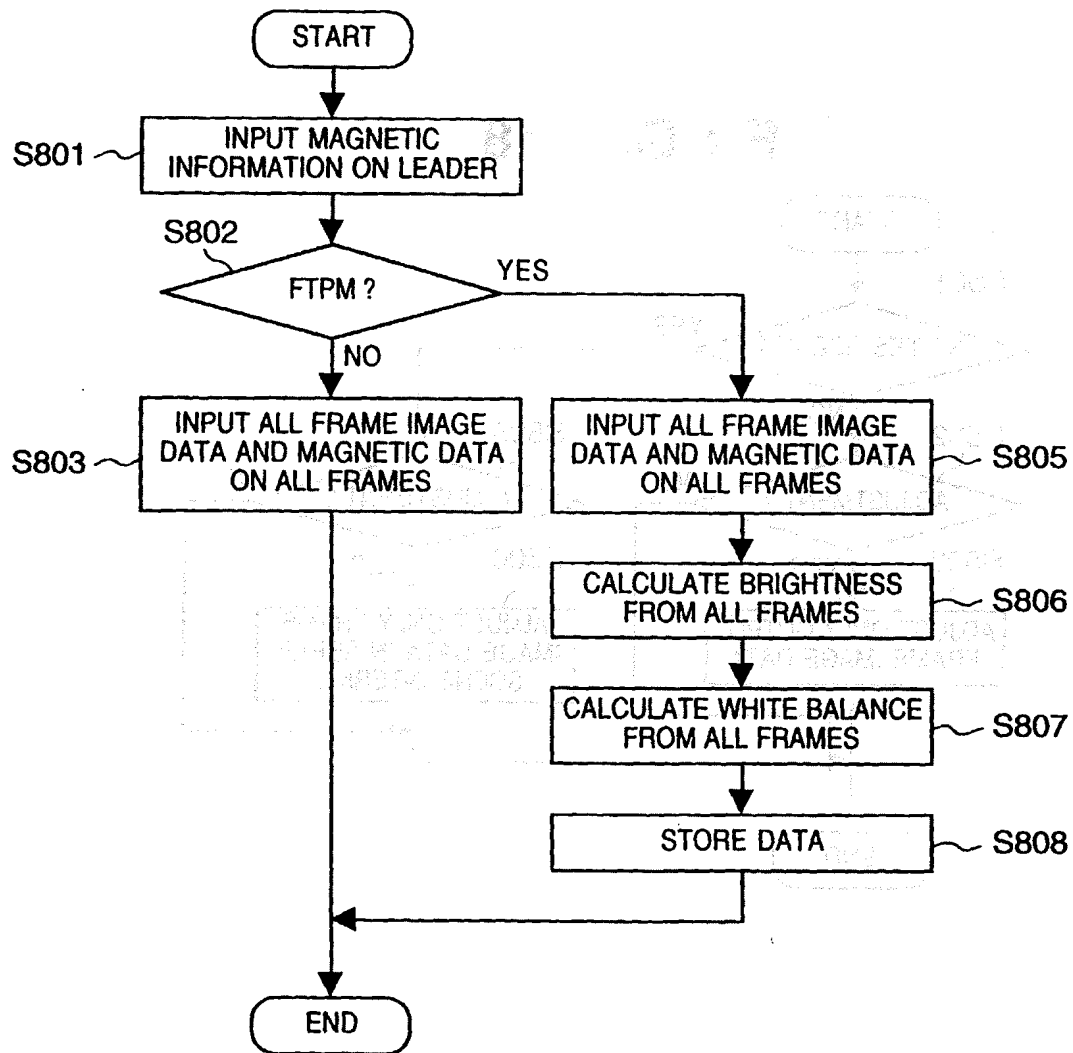 START
S801
INPUT MAGNETIC
INFORMATION ON LEADER
S802
FTPM ?
YES
NO
S803
INPUT ALL FRAME IMAGE
DATA AND MAGNETIC DATA
ON ALL FRAMES
INPUT ALL FRAME IMAGE
DATA AND MAGNETIC DATA
ON ALL FRAMES
S805
CALCULATE BRIGHTNESS
FROM ALL FRAMES
S806
CALCULATE WHITE BALANCE
FROM ALL FRAMES
S807
STORE DATA
S808
END